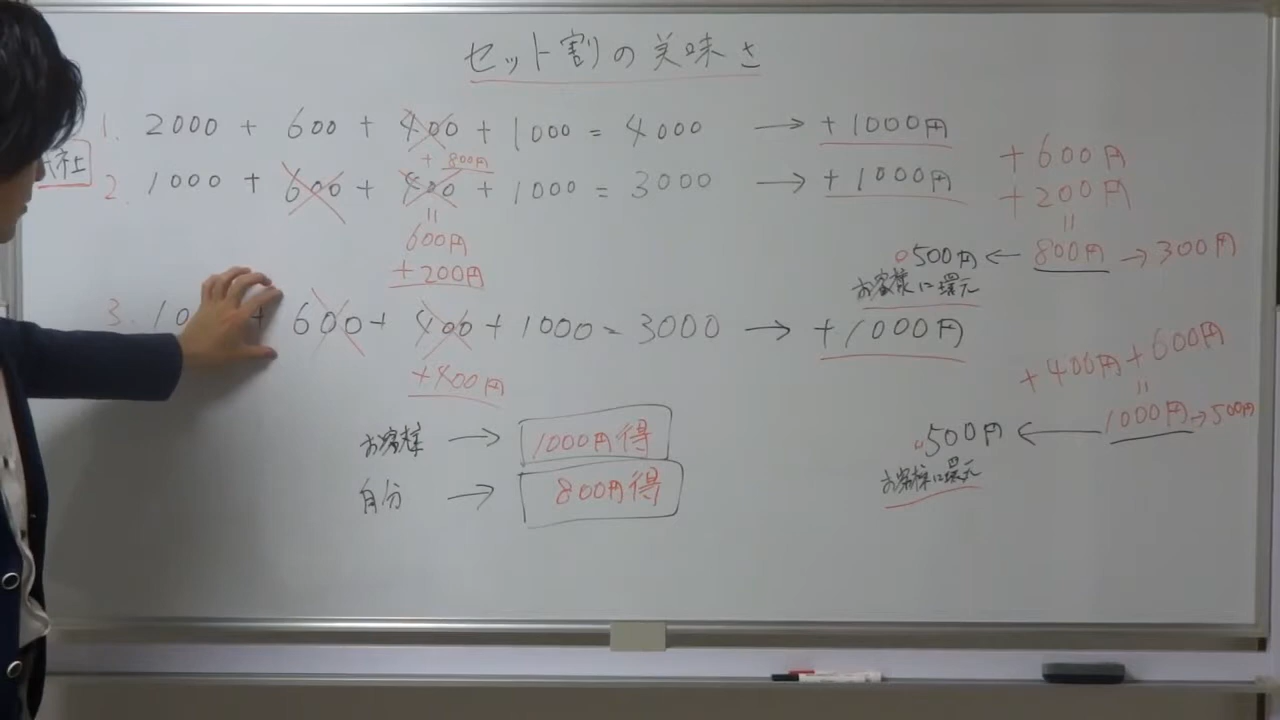 セット割の美味さ
1. 2000 + 600 + 400 + 1000 = 4000 → +1000円
+ 800円
社
2. 1000 + 600 + 400 + 1000 = 3000 → +1000円
= 600円
+200円
+600円
+200円
=
500円 ← 800円 → 300円
お客様に還元
3. 10 + 600 + 400 + 1000 = 3000 → +1000円
+400円
+400円+600円
=
500円 ← 1000円 → 500円
お客様に還元
お客様 → 1000円得
自分 → 800円得